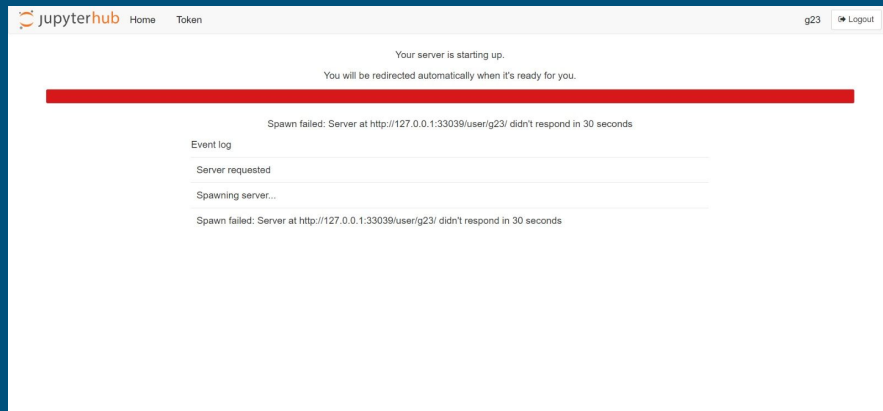 jupyterhub Home Token g23 Logout
Your server is starting up.
You will be redirected automatically when it's ready for you.
Spawn failed: Server at http://127.0.0.1:33039/user/g23/ didn't respond in 30 seconds
Event log
Server requested
Spawning server...
Spawn failed: Server at http://127.0.0.1:33039/user/g23/ didn't respond in 30 seconds